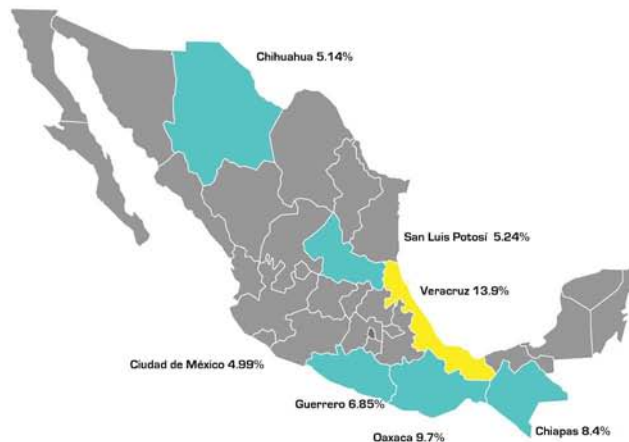 Chihuahua 5.14%
San Luis Potosí 5.24%
Veracruz 13.9%
Ciudad de México 4.99%
Guerrero 6.85%
Chiapas 8.4%
Oaxaca 9.7%